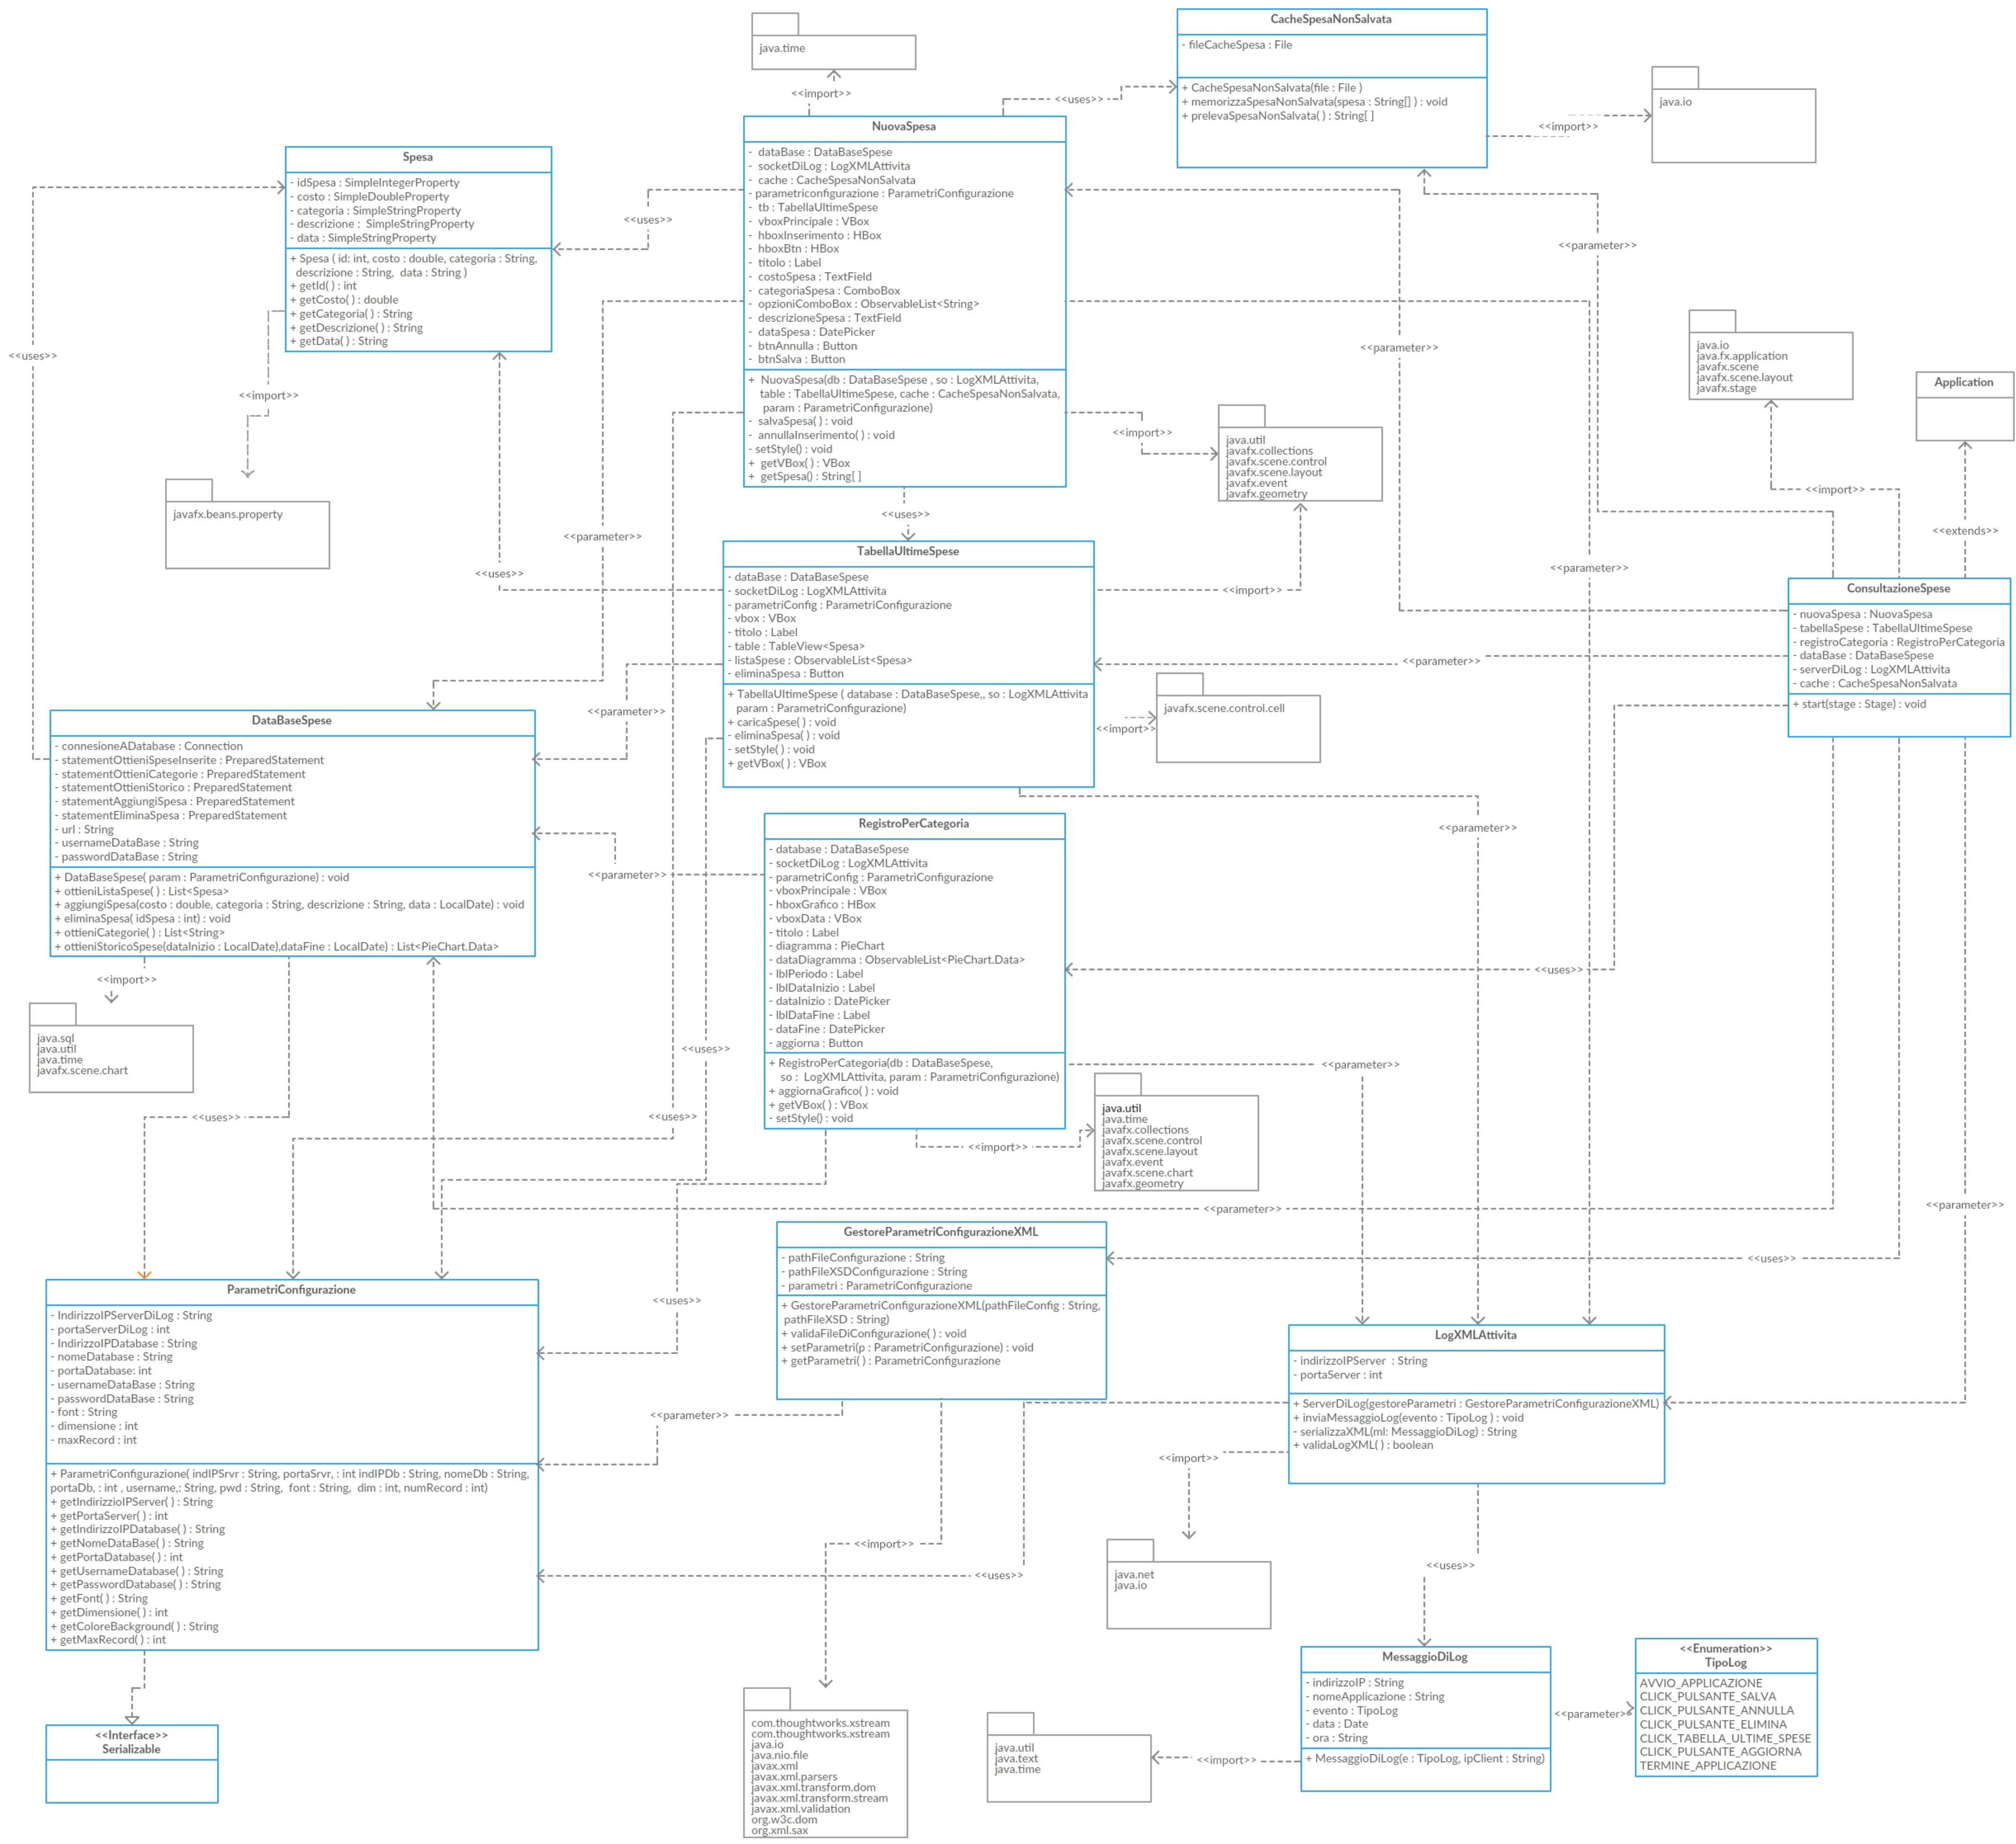 java.time
<<import>>
CacheSpesaNonSalvata
- fileCacheSpesa : File
+ CacheSpesaNonSalvata(file : File )
+ memorizzaSpesaNonSalvata(spesa : String[] ) : void
+ prelevaSpesaNonSalvata( ) : String[ ]
<<uses>>
java.io
<<import>>
NuovaSpesa
- dataBase : DataBaseSpese
- socketDiLog : LogXMLAttivita
- cache : CacheSpesaNonSalvata
- parametriconfigurazione : ParametriConfigurazione
- tb : TabellaUltimeSpese
- vboxPrincipale : VBox
- hboxInserimento : HBox
- hboxBtn : HBox
- titolo : Label
- costoSpesa : TextField
- categoriaSpesa : ComboBox
- opzioniComboBox : ObservableList<String>
- descrizioneSpesa : TextField
- dataSpesa : DatePicker
- btnAnnulla : Button
- btnSalva : Button
+ NuovaSpesa(db : DataBaseSpese , so : LogXMLAttivita,
table : TabellaUltimeSpese, cache : CacheSpesaNonSalvata,
param : ParametriConfigurazione)
- salvaSpesa( ) : void
- annullaInserimento( ) : void
- setStyle() : void
+ getVBox( ) : VBox
+ getSpesa() : String[ ]
Spesa
- idSpesa : SimpleIntegerProperty
- costo : SimpleDoubleProperty
- categoria : SimpleStringProperty
- descrizione : SimpleStringProperty
- data : SimpleStringProperty
+ Spesa ( id: int, costo : double, categoria : String,
descrizione : String, data : String )
+ getId( ) : int
+ getCosto( ) : double
+ getCategoria( ) : String
+ getDescrizione( ) : String
+ getData( ) : String
<<uses>>
<<uses>>
<<import>>
javafx.beans.property
<<parameter>>
<<parameter>>
<<import>>
java.util
javafx.collections
javafx.scene.control
javafx.scene.layout
javafx.event
javafx.geometry
java.io
java.fx.application
javafx.scene
javafx.scene.layout
javafx.stage
Application
<<import>>
<<extends>>
<<uses>>
<<parameter>>
<<uses>>
<<parameter>>
<<import>>
TabellaUltimeSpese
- dataBase : DataBaseSpese
- socketDiLog : LogXMLAttivita
- parametriConfig : ParametriConfigurazione
- vbox : VBox
- titolo : Label
- table : TableView<Spesa>
- listaSpese : ObservableList<Spesa>
- eliminaSpesa : Button
+ TabellaUltimeSpese ( database : DataBaseSpese,, so : LogXMLAttivita
param : ParametriConfigurazione)
+ caricaSpese( ) : void
- eliminaSpesa( ) : void
- setStyle( ) : void
+ getVBox( ) : VBox
ConsultazioneSpese
- nuovaSpesa : NuovaSpesa
- tabellaSpese : TabellaUltimeSpese
- registroCategoria : RegistroPerCategoria
- dataBase : DataBaseSpese
- serverDiLog : LogXMLAttivita
- cache : CacheSpesaNonSalvata
+ start(stage : Stage) : void
<<parameter>>
<<parameter>>
<<import>>
javafx.scene.control.cell
DataBaseSpese
- connesioneADatabase : Connection
- statementOttieniSpeseInserite : PreparedStatement
- statementOttieniCategorie : PreparedStatement
- statementOttieniStorico : PreparedStatement
- statementAggiungiSpesa : PreparedStatement
- statementEliminaSpesa : PreparedStatement
- url : String
- usernameDataBase : String
- passwordDataBase : String
+ DataBaseSpese( param : ParametriConfigurazione) : void
+ ottieniListaSpese( ) : List<Spesa>
+ aggiungiSpesa(costo : double, categoria : String, descrizione : String, data : LocalDate) : void
+ eliminaSpesa( idSpesa : int) : void
+ ottieniCategorie( ) : List<String>
+ ottieniStoricoSpese(dataInizio : LocalDate),dataFine : LocalDate) : List<PieChart.Data>
<<parameter>>
<<parameter>>
RegistroPerCategoria
- database : DataBaseSpese
- socketDiLog : LogXMLAttivita
- parametriConfig : ParametriConfigurazione
- vboxPrincipale : VBox
- hboxGrafico : HBox
- vboxData : VBox
- titolo : Label
- diagramma : PieChart
- dataDiagramma : ObservableList<PieChart.Data>
- lblPeriodo : Label
- lblDataInizio : Label
- dataInizio : DatePicker
- lblDataFine : Label
- dataFine : DatePicker
- aggiorna : Button
+ RegistroPerCategoria(db : DataBaseSpese,
so : LogXMLAttivita, param : ParametriConfigurazione)
+ aggiornaGrafico( ) : void
+ getVBox( ) : VBox
- setStyle() : void
<<uses>>
<<import>>
java.sql
java.util
java.time
javafx.scene.chart
<<uses>>
<<parameter>>
<<uses>>
<<uses>>
<<import>>
java.util
java.time
javafx.collections
javafx.scene.control
javafx.scene.layout
javafx.event
javafx.scene.chart
javafx.geometry
<<parameter>>
<<parameter>>
GestoreParametriConfigurazioneXML
- pathFileConfigurazione : String
- pathFileXSDConfigurazione : String
- parametri : ParametriConfigurazione
+ GestoreParametriConfigurazioneXML(pathFileConfig : String,
pathFileXSD : String)
+ validaFileDiConfigurazione( ) : void
+ setParametri(p : ParametriConfigurazione) : void
+ getParametri( ) : ParametriConfigurazione
<<uses>>
<<uses>>
ParametriConfigurazione
- IndirizzoIPServerDiLog : String
- portaServerDiLog : int
- IndirizzoIPDatabase : String
- nomeDatabase : String
- portaDatabase: int
- usernameDataBase : String
- passwordDataBase : String
- font : String
- dimensione : int
- maxRecord : int
+ ParametriConfigurazione( indIPSrvr : String, portaSrvr, : int indIPDb : String, nomeDb : String,
portaDb, : int , username,: String, pwd : String, font : String, dim : int, numRecord : int)
+ getIndirizzioIPServer( ) : String
+ getPortaServer( ) : int
+ getIndirizzoIPDatabase( ) : String
+ getNomeDataBase( ) : String
+ getPortaDatabase( ) : int
+ getUsernameDatabase( ) : String
+ getPasswordDatabase( ) : String
+ getFont( ) : String
+ getDimensione( ) : int
+ getColoreBackground( ) : String
+ getMaxRecord( ) : int
<<parameter>>
LogXMLAttivita
- indirizzoIPServer : String
- portaServer : int
+ ServerDiLog(gestoreParametri : GestoreParametriConfigurazioneXML)
+ inviaMessaggioLog(evento : TipoLog ) : void
- serializzaXML(ml: MessaggioDiLog) : String
+ validaLogXML( ) : boolean
<<import>>
<<import>>
<<uses>>
<<uses>>
java.net
java.io
<<Interface>>
Serializable
com.thoughtworks.xstream
com.thoughtworks.xstream
java.io
java.nio.file
javax.xml
javax.xml.parsers
javax.xml.transform.dom
javax.xml.transform.stream
javax.xml.validation
org.w3c.dom
org.xml.sax
java.util
java.text
java.time
<<import>>
MessaggioDiLog
- indirizzoIP : String
- nomeApplicazione : String
- evento : TipoLog
- data : Date
- ora : String
+ MessaggioDiLog(e : TipoLog, ipClient : String)
<<parameter>>
<<Enumeration>>
TipoLog
AVVIO_APPLICAZIONE
CLICK_PULSANTE_SALVA
CLICK_PULSANTE_ANNULLA
CLICK_PULSANTE_ELIMINA
CLICK_TABELLA_ULTIME_SPESE
CLICK_PULSANTE_AGGIORNA
TERMINE_APPLICAZIONE